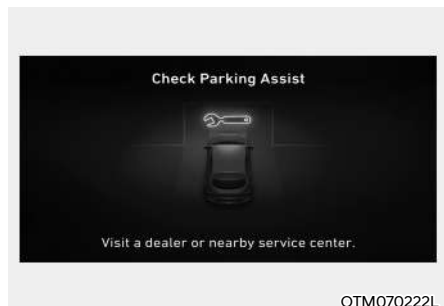 Check Parking Assist
Visit a dealer or nearby service center.
OTM070222L